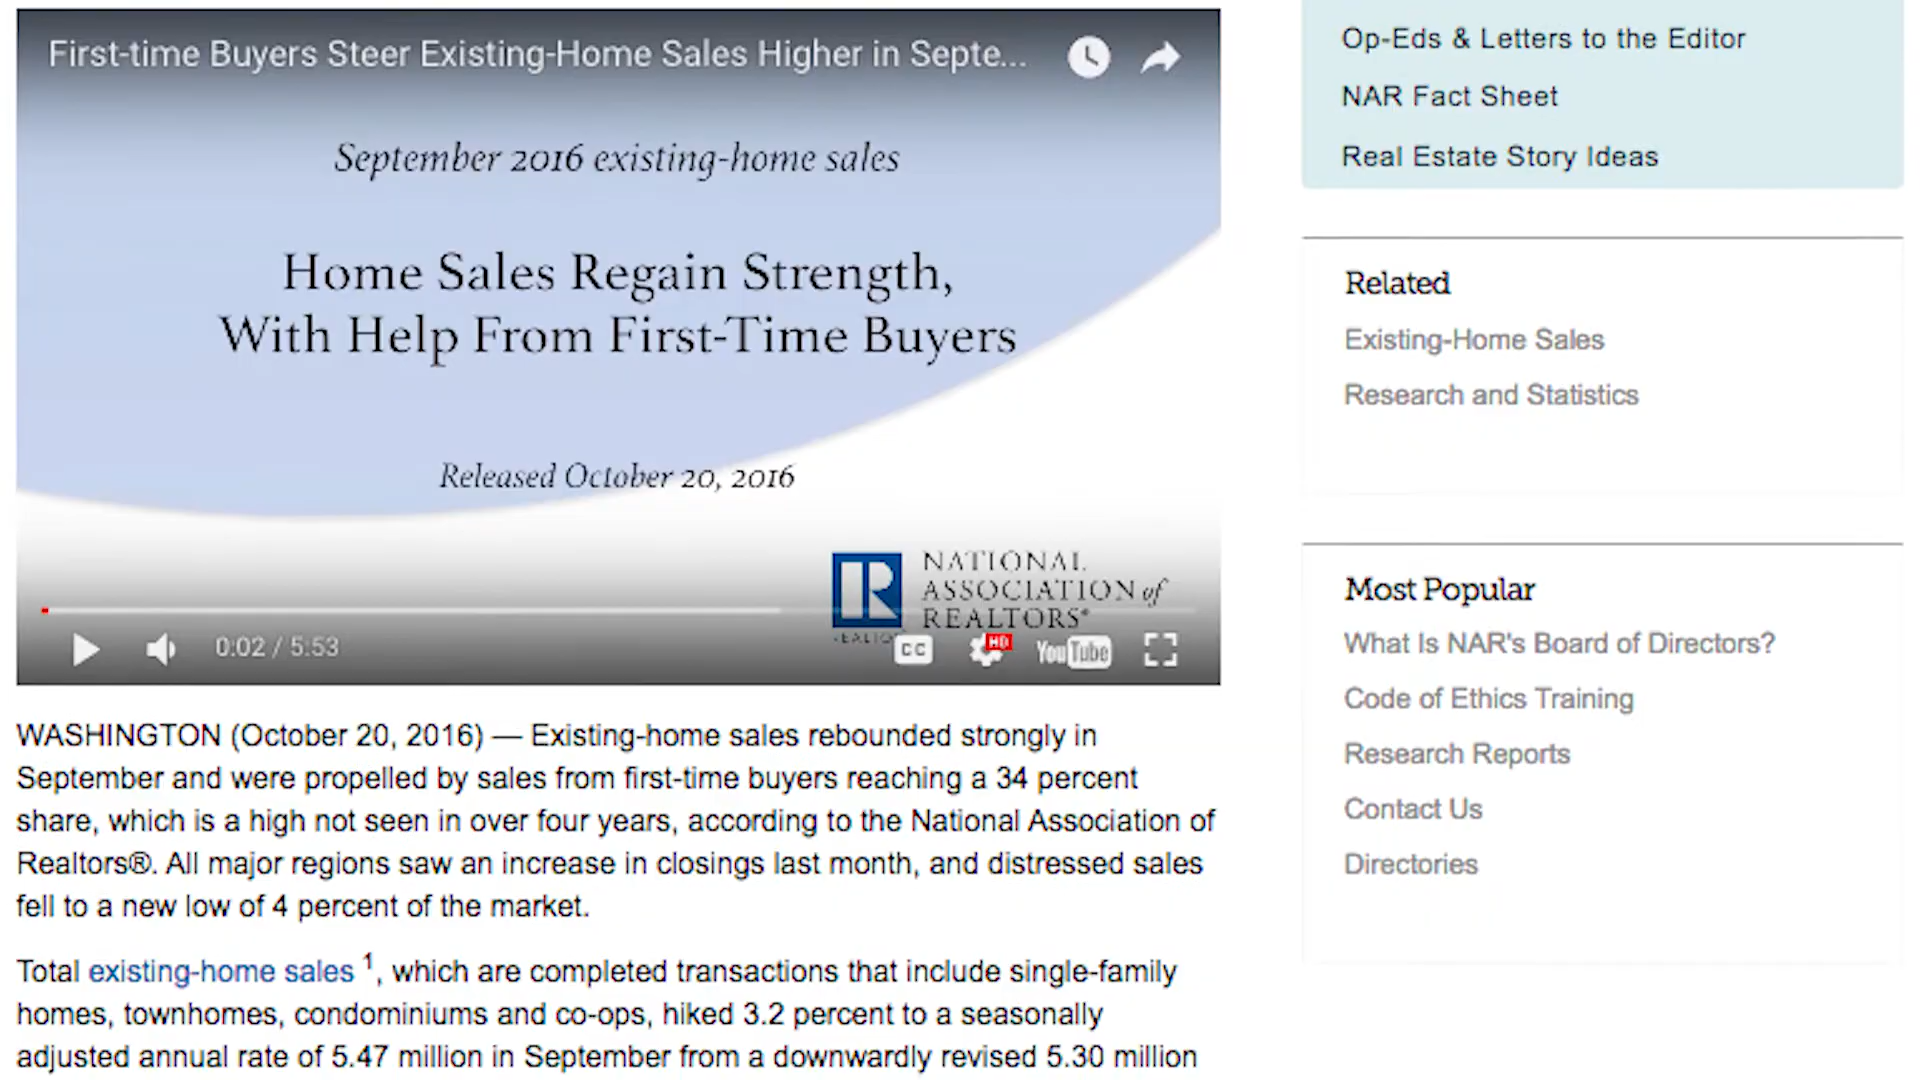 First-time Buyers Steer Existing-Home Sales Higher in Septe...
September 2016 existing-home sales
Home Sales Regain Strength,
With Help From First-Time Buyers
Released October 20, 2016
NATIONAL
ASSOCIATION of
REALTORS®
0:02 / 5:53
CC
HD
YouTube
WASHINGTON (October 20, 2016) — Existing-home sales rebounded strongly in
September and were propelled by sales from first-time buyers reaching a 34 percent
share, which is a high not seen in over four years, according to the National Association of
Realtors®. All major regions saw an increase in closings last month, and distressed sales
fell to a new low of 4 percent of the market.
Total existing-home sales 1, which are completed transactions that include single-family
homes, townhomes, condominiums and co-ops, hiked 3.2 percent to a seasonally
adjusted annual rate of 5.47 million in September from a downwardly revised 5.30 million
Op-Eds & Letters to the Editor
NAR Fact Sheet
Real Estate Story Ideas
Related
Existing-Home Sales
Research and Statistics
Most Popular
What Is NAR's Board of Directors?
Code of Ethics Training
Research Reports
Contact Us
Directories